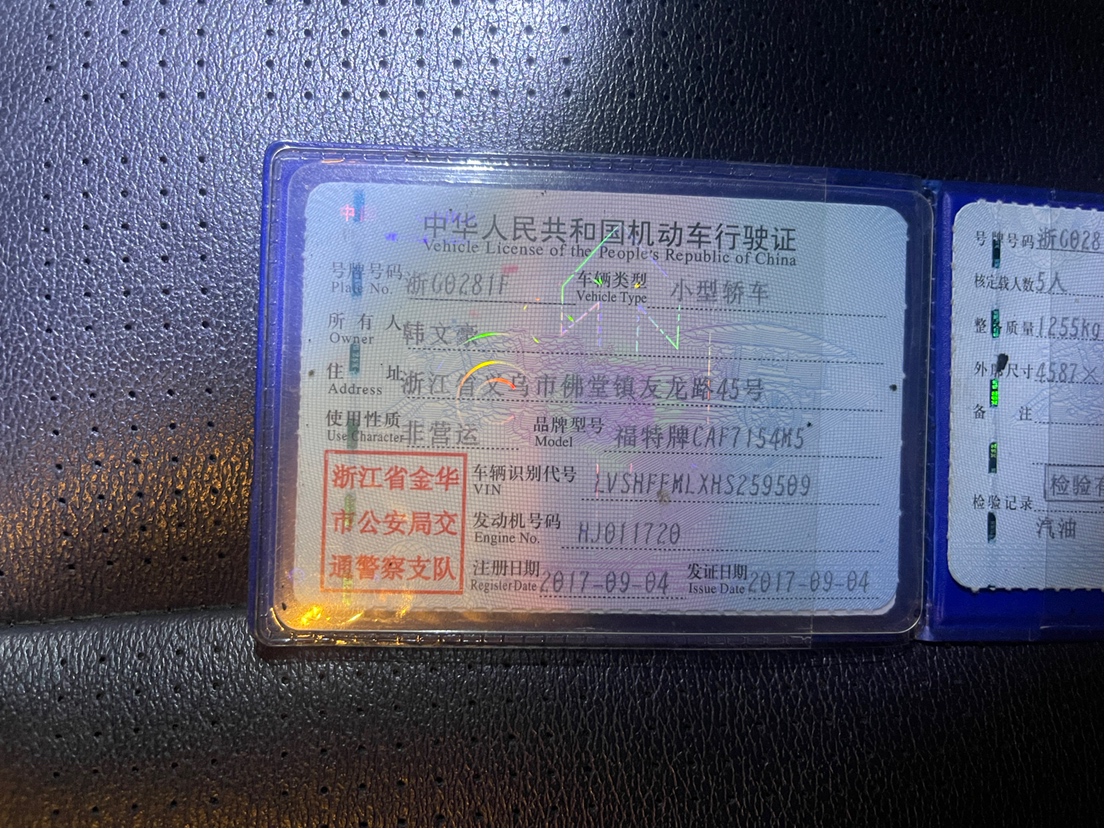 中华人民共和国机动车行驶证
Vehicle License of the People's Republic of China
号牌号码 浙G0281F 车辆类型 小型轿车
Plate No. Vehicle Type
所有人 韩文豪
Owner
住址 浙江省义乌市佛堂镇友龙路45号
Address
使用性质 非营运 品牌型号 福特牌CAF7154M5
Use Character Model
浙江省金华
市公安局交
通警察支队
车辆识别代号 LVSHFFMLXHS259509
VIN
发动机号码 HJ011720
Engine No.
注册日期 2017-09-04 发证日期 2017-09-04
Register Date Issue Date
号牌号码 浙G028
核定载人数 5人
整备质量 1255kg
外廓尺寸 4587×
备注
检验有
检验记录
汽油